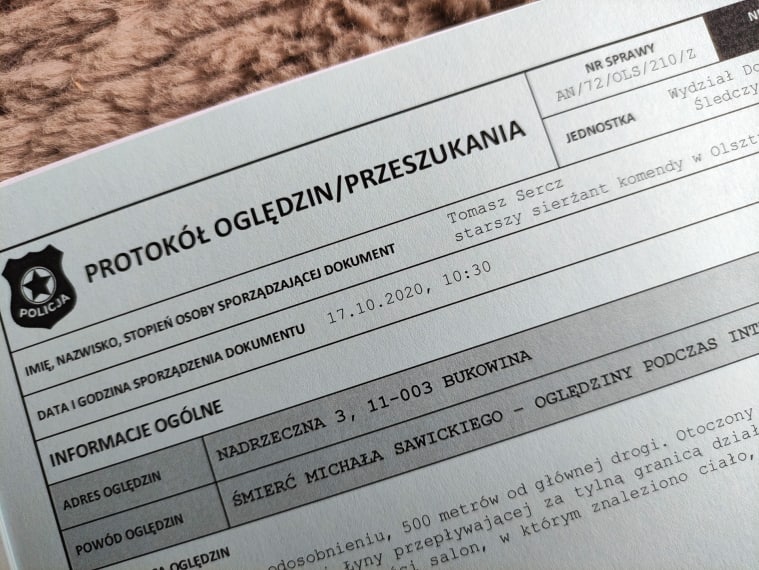 NR SPRAWY
AN/72/OLS/210/Z
JEDNOSTKA
Wydział
Śledczy
PROTOKÓŁ OGLĘDZIN/PRZESZUKANIA
POLICJA
IMIĘ, NAZWISKO, STOPIEŃ OSOBY SPORZĄDZAJĄCEJ DOKUMENT
Tomasz Sercz
starszy sierżant komendy w
DATA I GODZINA SPORZĄDZENIA DOKUMENTU
17.10.2020, 10:30
INFORMACJE OGÓLNE
ADRES OGLĘDZIN
NADRZECZNA 3, 11-003 BUKOWINA
POWÓD OGLĘDZIN
ŚMIERĆ MICHAŁA SAWICKIEGO – OGLĘDZINY PODCZAS
OGLĘDZIN
odosobnieniu, 500 metrów od głównej drogi. Otoczony
Łyny przepływającej za tylną granicą
salon, w którym znaleziono ciało,